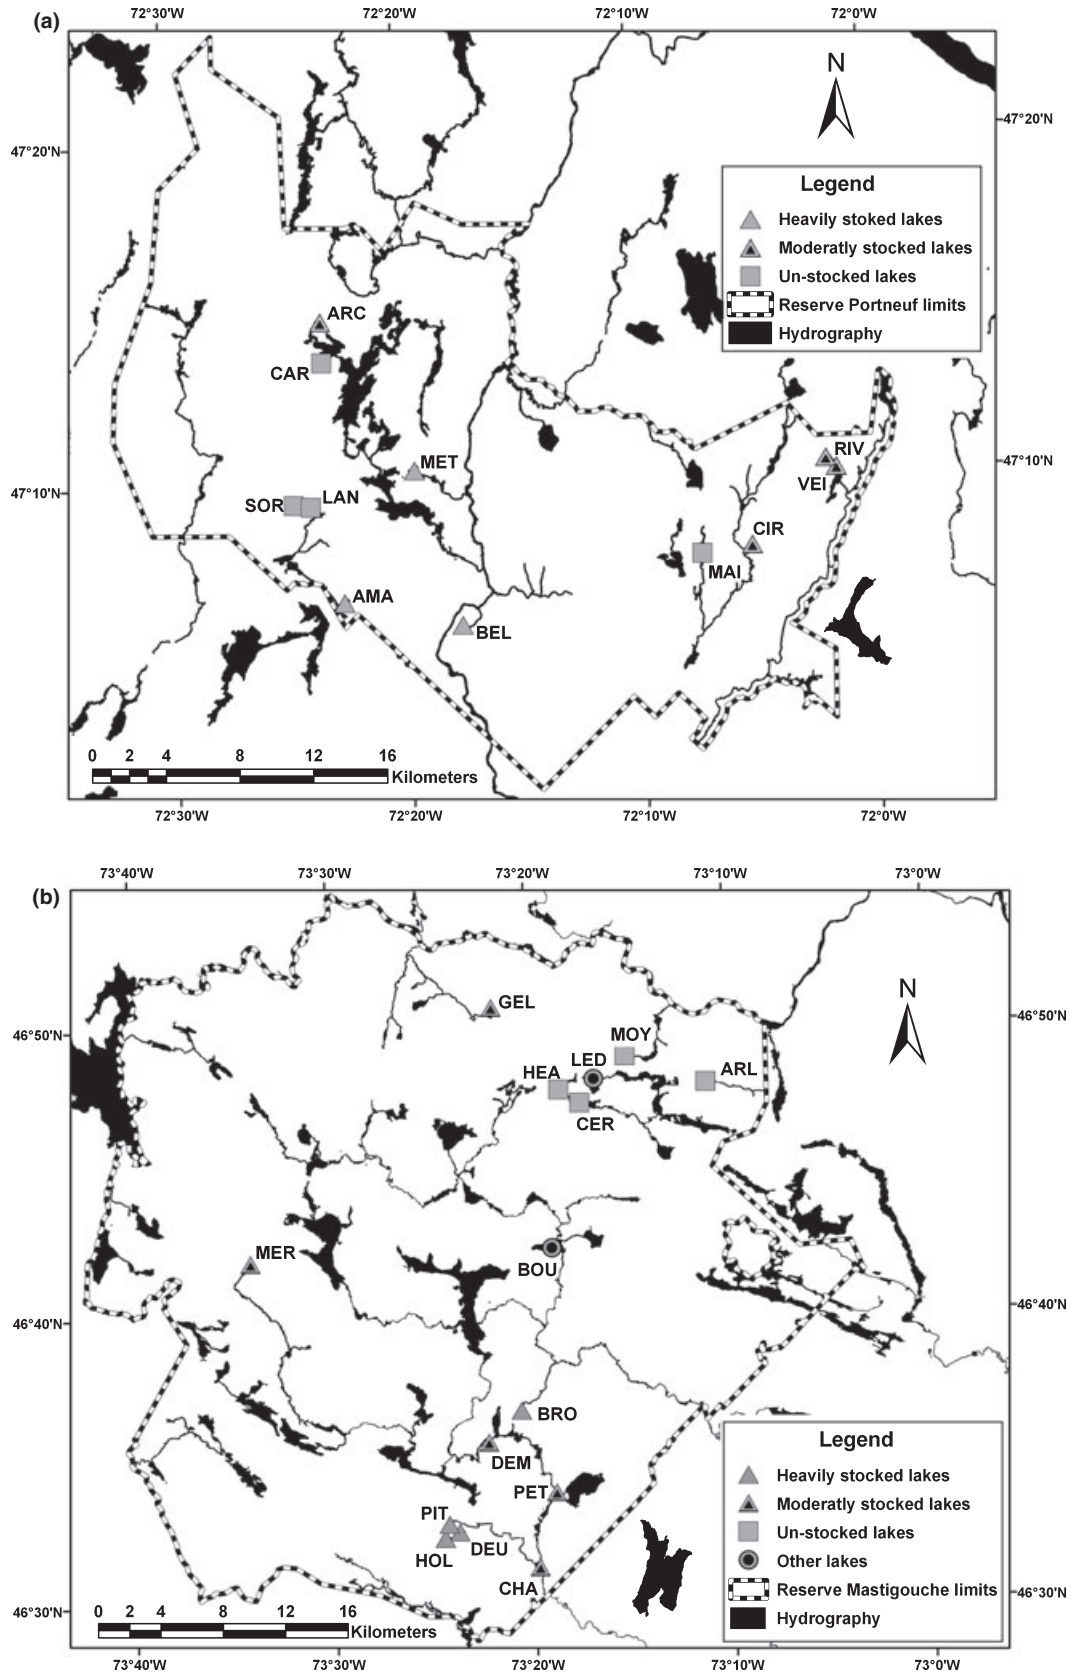 (a)
72°30'W 72°20'W 72°10'W 72°0'W
N
47°20'N
47°20'N
Legend
Heavily stoked lakes
Moderatly stocked lakes
Un-stocked lakes
Reserve Portneuf limits
Hydrography
ARC
CAR
MET
RIV
VEI
47°10'N
47°10'N
SOR
LAN
CIR
MAI
AMA
BEL
0 2 4 8 12 16
Kilometers
72°30'W 72°20'W 72°10'W 72°0'W
(b)
73°40'W 73°30'W 73°20'W 73°10'W 73°0'W
N
GEL
46°50'N
46°50'N
MOY
LED
HEA
ARL
CER
MER
BOU
46°40'N
46°40'N
BRO
DEM
PET
PIT
DEU
HOL
CHA
Legend
Heavily stocked lakes
Moderatly stocked lakes
Un-stocked lakes
Other lakes
Reserve Mastigouche limits
Hydrography
46°30'N
46°30'N
0 2 4 8 12 16
Kilometers
73°40'W 73°30'W 73°20'W 73°10'W 73°0'W